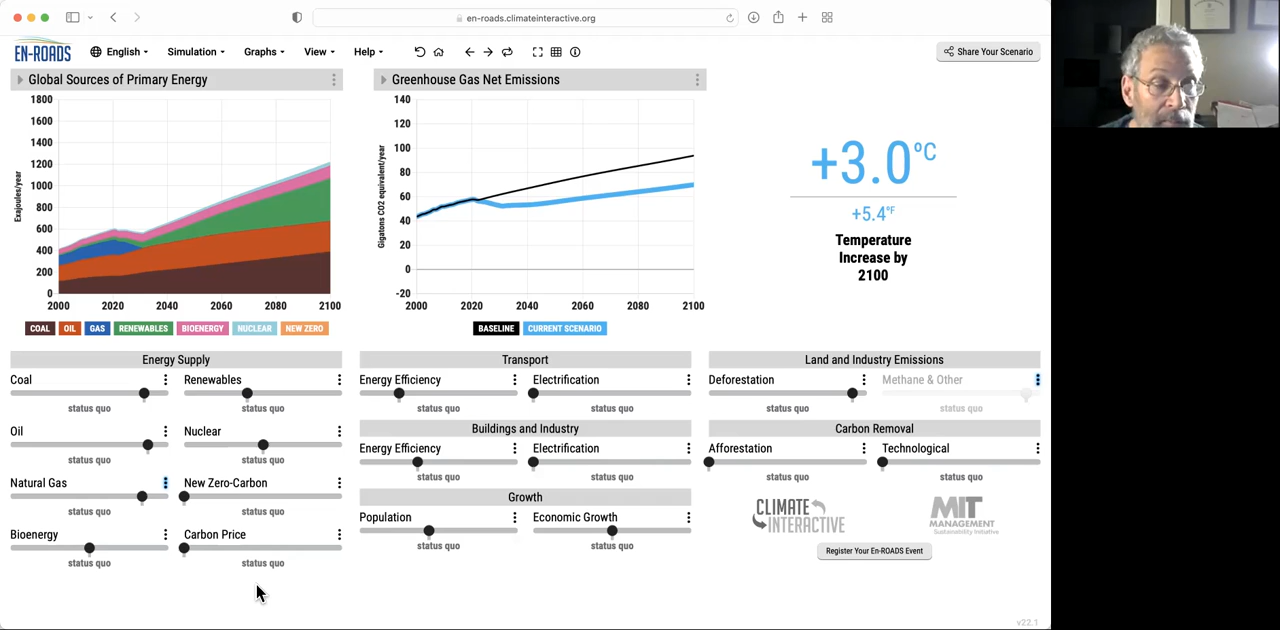 en-roads.climateinteractive.org
EN-ROADS
English
Simulation
Graphs
View
Help
Share Your Scenario
Global Sources of Primary Energy
1800
1600
1400
1200
1000
800
600
400
200
0
Exajoules/year
2000 2020 2040 2060 2080 2100
COAL OIL GAS RENEWABLES BIOENERGY NUCLEAR NEW ZERO
Greenhouse Gas Net Emissions
140
120
100
80
60
40
20
0
-20
Gigatons CO2 equivalent/year
2000 2020 2040 2060 2080 2100
BASELINE CURRENT SCENARIO
+3.0°C
+5.4°F
Temperature
Increase by
2100
Energy Supply
Coal
status quo
Renewables
status quo
Oil
status quo
Nuclear
status quo
Natural Gas
status quo
New Zero-Carbon
status quo
Bioenergy
status quo
Carbon Price
status quo
Transport
Energy Efficiency
status quo
Electrification
status quo
Buildings and Industry
Energy Efficiency
status quo
Electrification
status quo
Growth
Population
status quo
Economic Growth
status quo
Land and Industry Emissions
Deforestation
status quo
Methane & Other
status quo
Carbon Removal
Afforestation
status quo
Technological
status quo
CLIMATE
INTERACTIVE
MIT
MANAGEMENT
Sustainability Initiative
Register Your En-ROADS Event
v22.1